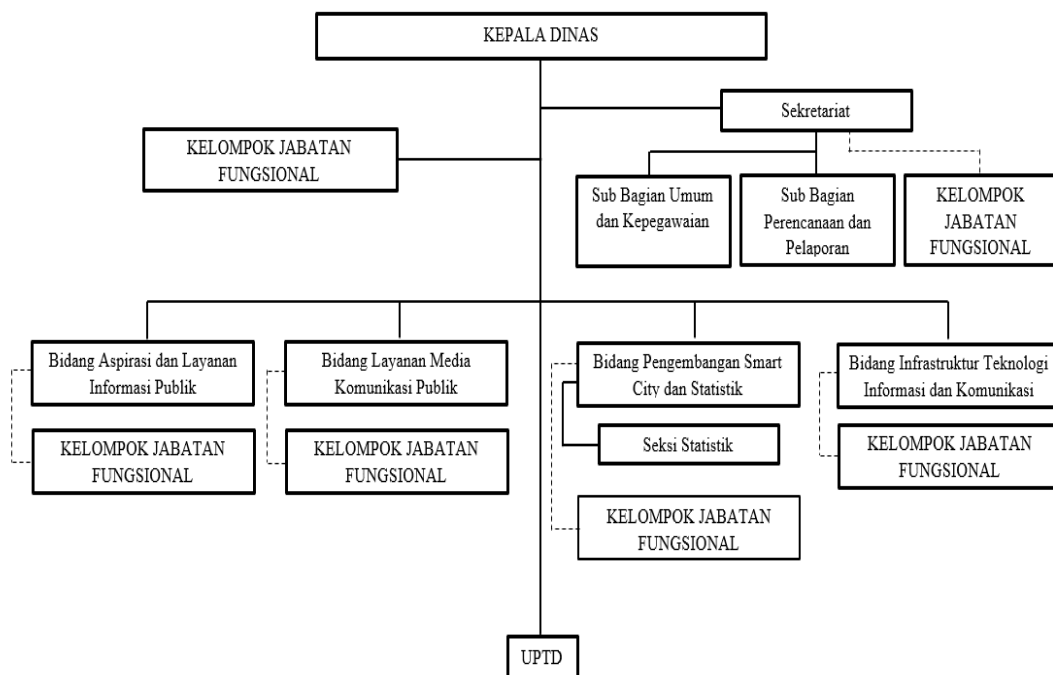 KEPALA DINAS
Sekretariat
KELOMPOK JABATAN
FUNGSIONAL
Sub Bagian Umum
dan Kepegawaian
Sub Bagian
Perencanaan dan
Pelaporan
KELOMPOK
JABATAN
FUNGSIONAL
Bidang Aspirasi dan Layanan
Informasi Publik
Bidang Layanan Media
Komunikasi Publik
Bidang Pengembangan Smart
City dan Statistik
Bidang Infrastruktur Teknologi
Informasi dan Komunikasi
KELOMPOK JABATAN
FUNGSIONAL
KELOMPOK JABATAN
FUNGSIONAL
Seksi Statistik
KELOMPOK JABATAN
FUNGSIONAL
KELOMPOK JABATAN
FUNGSIONAL
UPTD